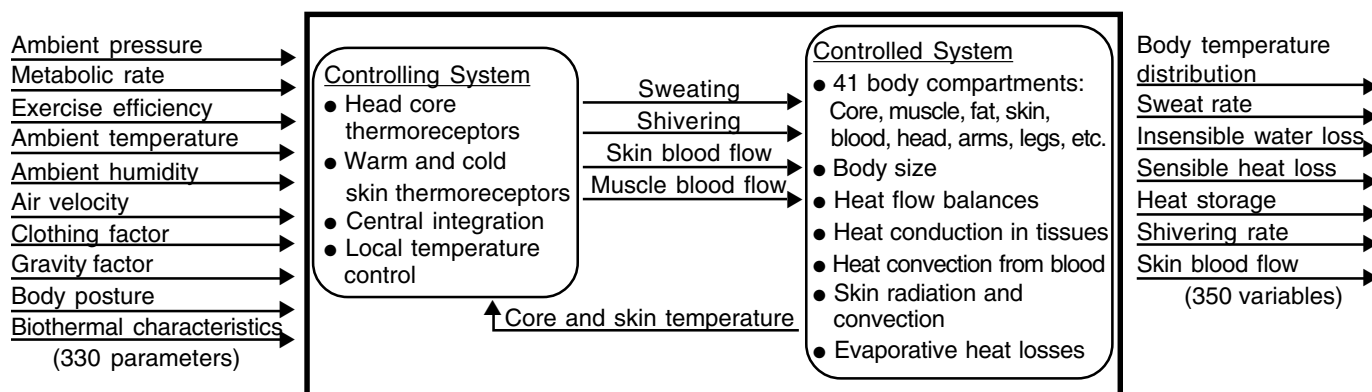 Ambient pressure
Metabolic rate
Exercise efficiency
Ambient temperature
Ambient humidity
Air velocity
Clothing factor
Gravity factor
Body posture
Biothermal characteristics
(330 parameters)
Controlling System
● Head core
thermoreceptors
● Warm and cold
skin thermoreceptors
● Central integration
● Local temperature
control
Sweating
Shivering
Skin blood flow
Muscle blood flow
Core and skin temperature
Controlled System
● 41 body compartments:
Core, muscle, fat, skin,
blood, head, arms, legs, etc.
● Body size
● Heat flow balances
● Heat conduction in tissues
● Heat convection from blood
● Skin radiation and
convection
● Evaporative heat losses
Body temperature
distribution
Sweat rate
Insensible water loss
Sensible heat loss
Heat storage
Shivering rate
Skin blood flow
(350 variables)